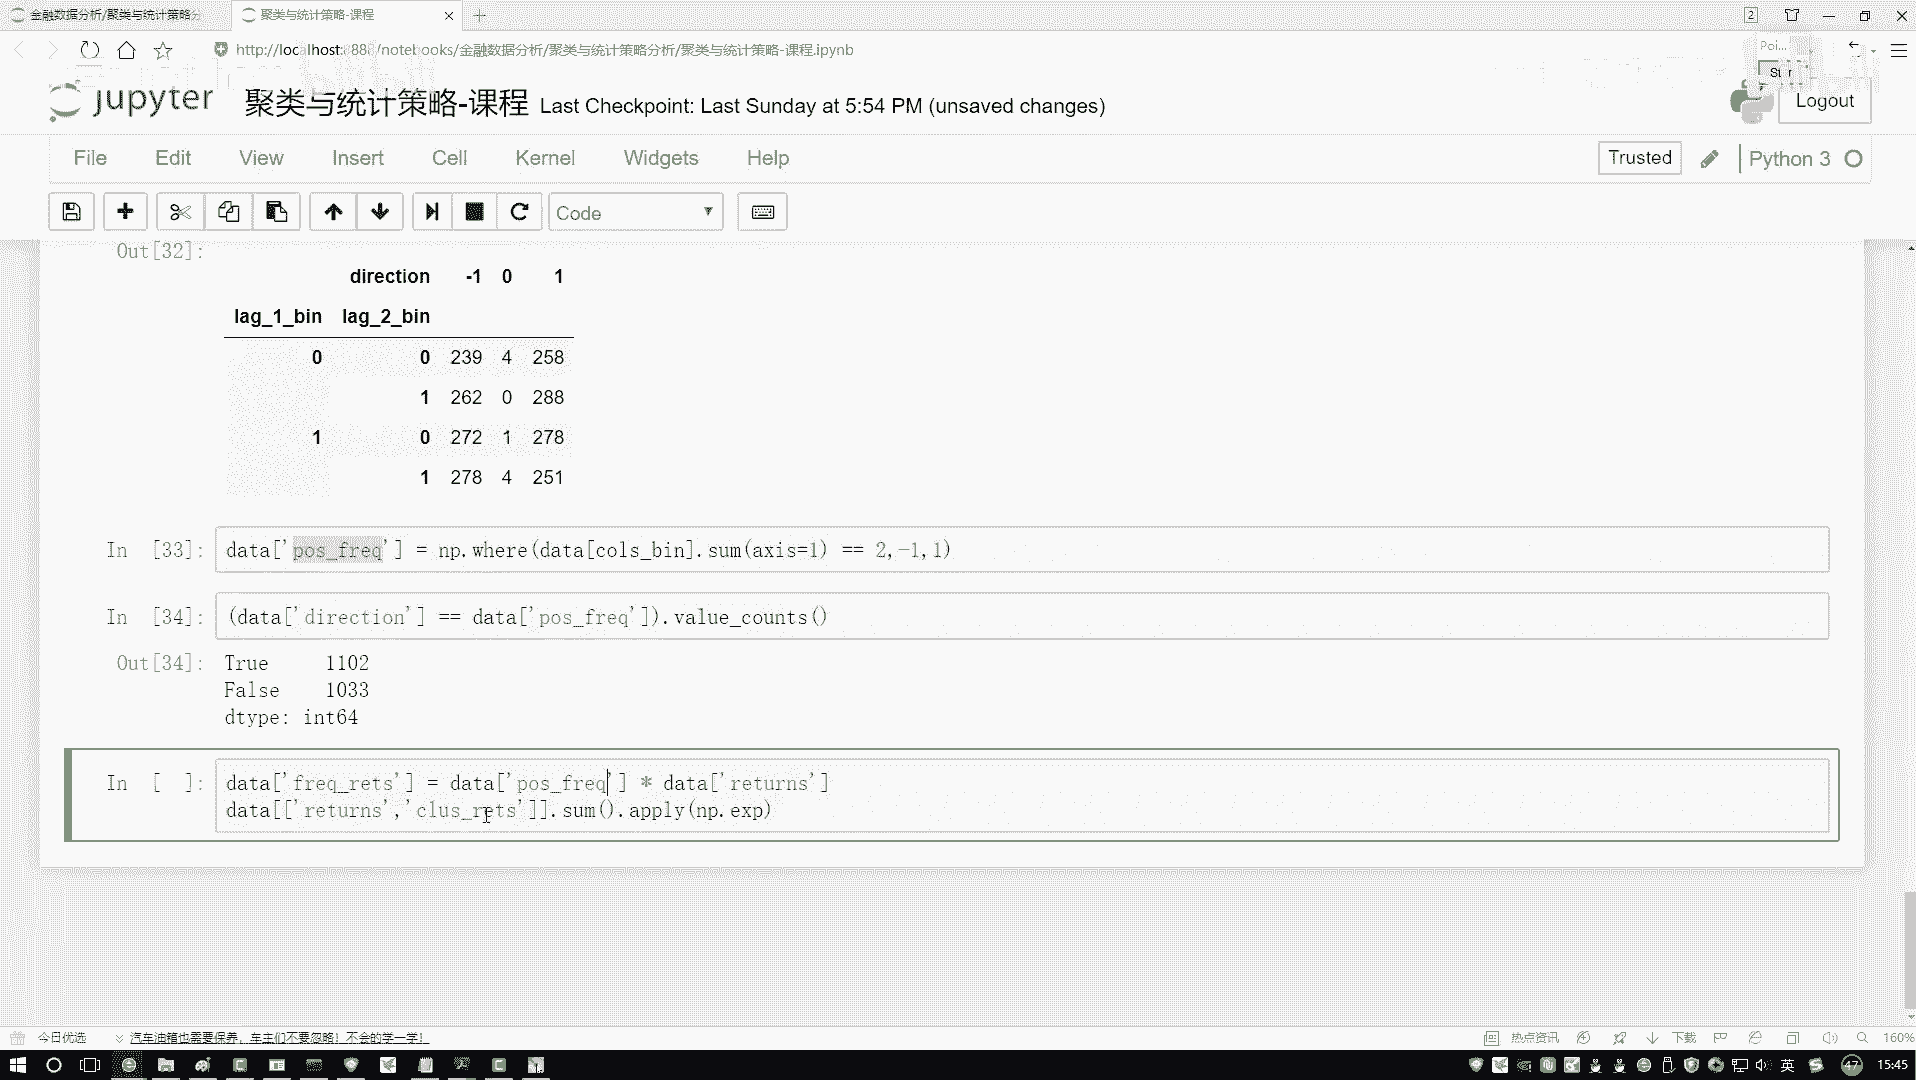 金融数据分析/聚类与统计策略分
聚类与统计策略-课程
2
http://localhost:888/notebooks/金融数据分析/聚类与统计策略分析/聚类与统计策略-课程.ipynb
jupyter 聚类与统计策略-课程 Last Checkpoint: Last Sunday at 5:54 PM (unsaved changes)
Logout
File Edit View Insert Cell Kernel Widgets Help
Trusted Python 3
Code
Out[32]:
direction -1 0 1
lag_1_bin lag_2_bin
0 0 239 4 258
1 262 0 288
1 0 272 1 278
1 278 4 251
In [33]: data['pos_freq'] = np.where(data[cols_bin].sum(axis=1) == 2,-1,1)
In [34]: (data['direction'] == data['pos_freq']).value_counts()
Out[34]: True 1102
False 1033
dtype: int64
In [ ]: data['freq_rets'] = data['pos_freq'] * data['returns']
data[['returns','clus_rets']].sum().apply(np.exp)
今日优选 汽车油箱也需要保养，车主们不要忽略！不会的学一学！ 热点资讯 下载 160%
英 47 15:45